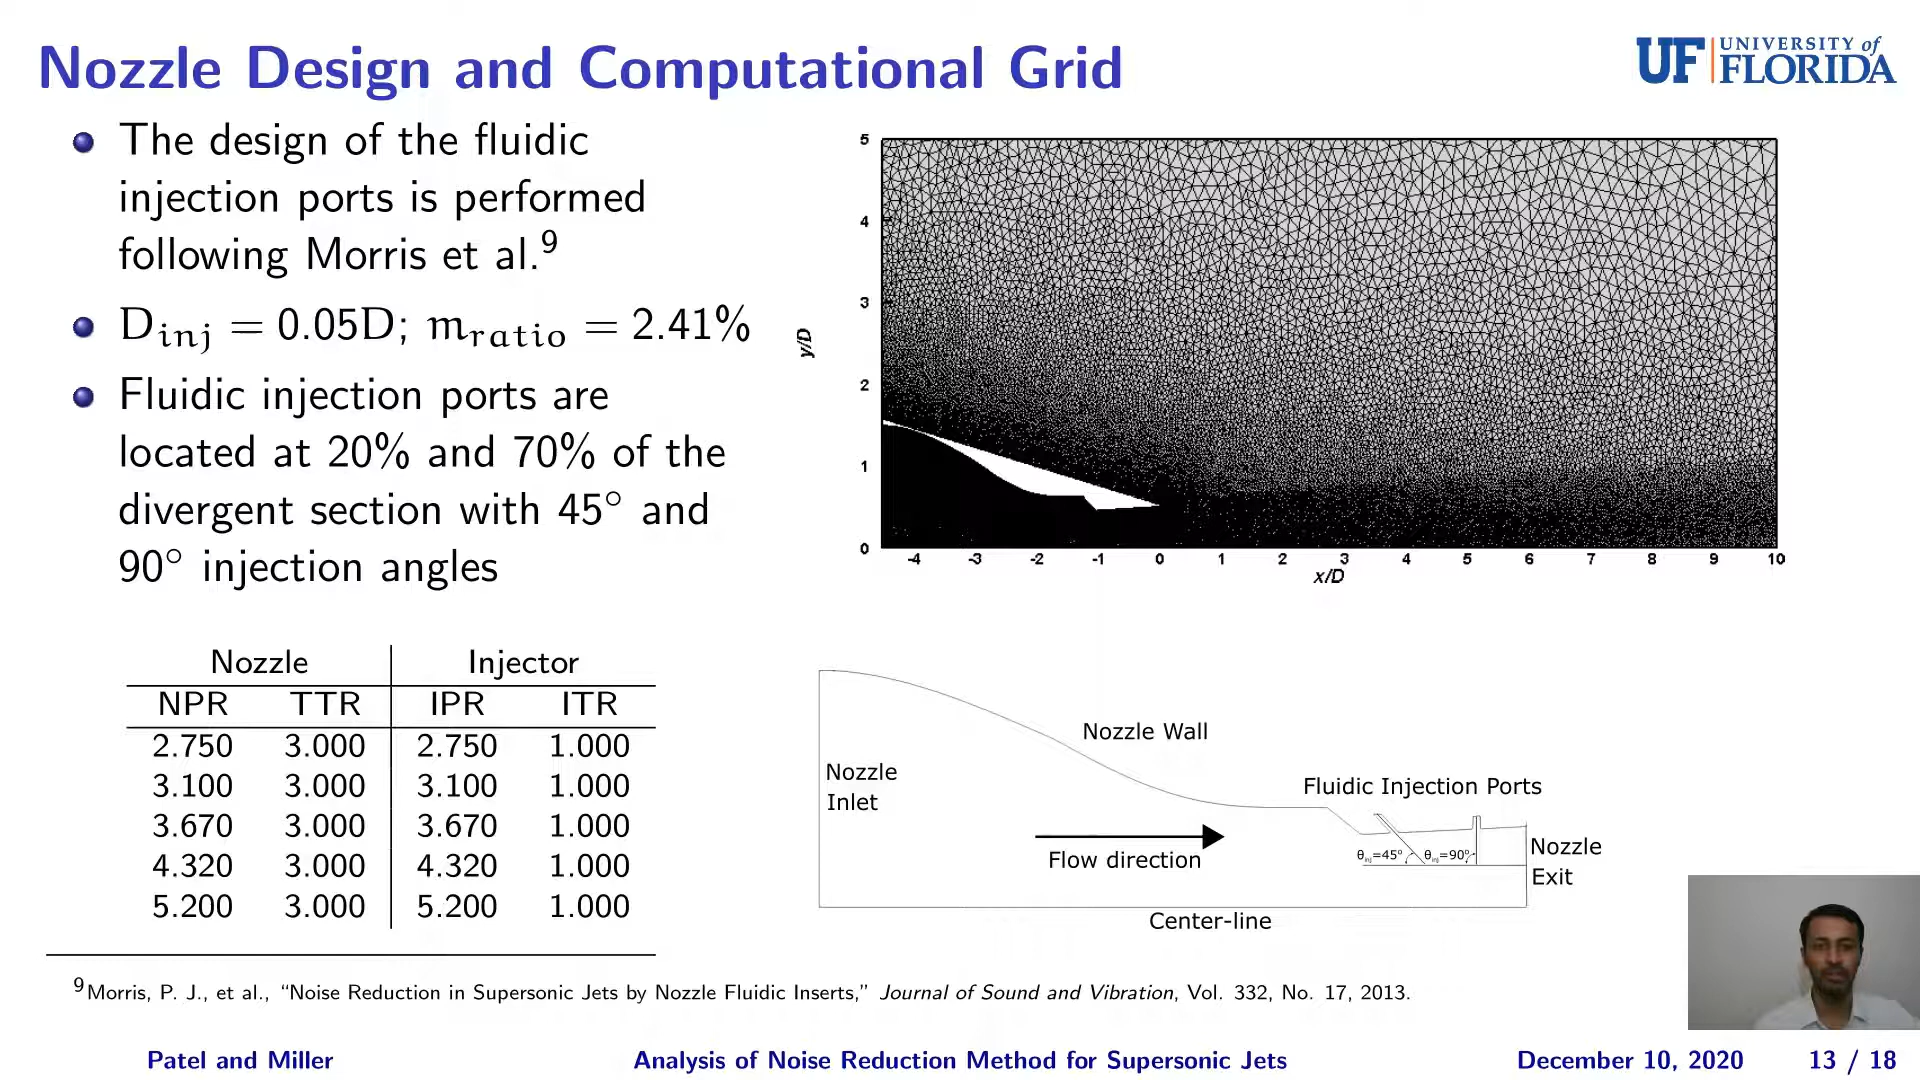 Nozzle Design and Computational Grid
UNIVERSITY of
UF FLORIDA
The design of the fluidic
injection ports is performed
following Morris et al.⁹
D_inj = 0.05D; m_ratio = 2.41%
Fluidic injection ports are
located at 20% and 70% of the
divergent section with 45° and
90° injection angles
Nozzle Injector
NPR TTR IPR ITR
2.750 3.000 2.750 1.000
3.100 3.000 3.100 1.000
3.670 3.000 3.670 1.000
4.320 3.000 4.320 1.000
5.200 3.000 5.200 1.000
5
4
3
2
1
0
y/D
-4 -3 -2 -1 0 1 2 3 4 5 6 7 8 9 10
x/D
Nozzle Wall
Nozzle
Inlet
Fluidic Injection Ports
Flow direction
θinj=45° θinj=90°
Nozzle
Exit
Center-line
⁹Morris, P. J., et al., “Noise Reduction in Supersonic Jets by Nozzle Fluidic Inserts,” Journal of Sound and Vibration, Vol. 332, No. 17, 2013.
Patel and Miller Analysis of Noise Reduction Method for Supersonic Jets December 10, 2020 13 / 18